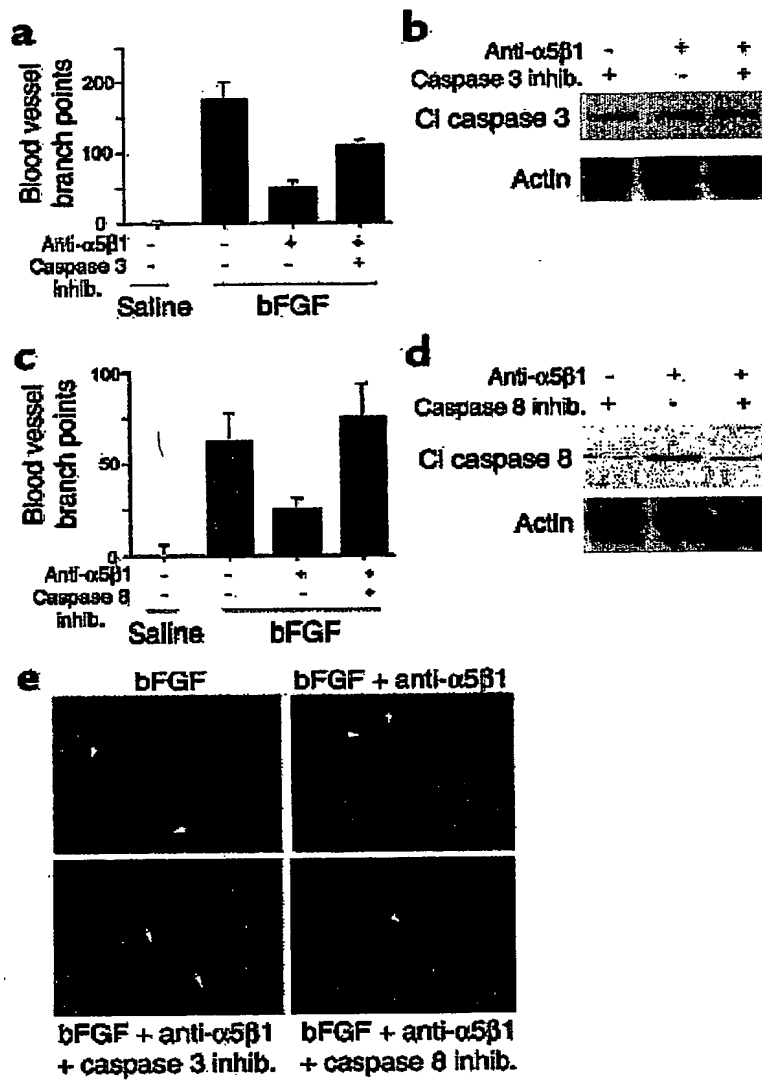 a
Blood vessel
branch points
200
100
0
Anti-α5β1 - - + +
Caspase 3 - - - +
inhib.
Saline bFGF
b
Anti-α5β1 - + +
Caspase 3 inhib. + - +
Cl caspase 3
Actin
c
Blood vessel
branch points
100
50
0
Anti-α5β1 - - + +
Caspase 8 - - - +
inhib.
Saline bFGF
d
Anti-α5β1 - + +
Caspase 8 inhib. + - +
Cl caspase 8
Actin
e
bFGF bFGF + anti-α5β1
bFGF + anti-α5β1 bFGF + anti-α5β1
+ caspase 3 inhib. + caspase 8 inhib.